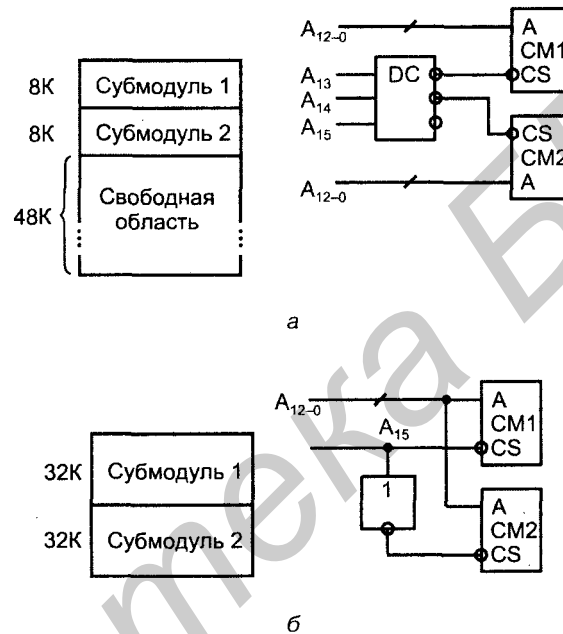 8К Субмодуль 1
8К Субмодуль 2
48К Свободная
область
A12–0
A13
A14
A15
DC
A
CM1
CS
CS
CM2
A
A12–0
а
32К Субмодуль 1
32К Субмодуль 2
A12–0
A15
1
A
CM1
CS
A
CM2
CS
б
тека Б